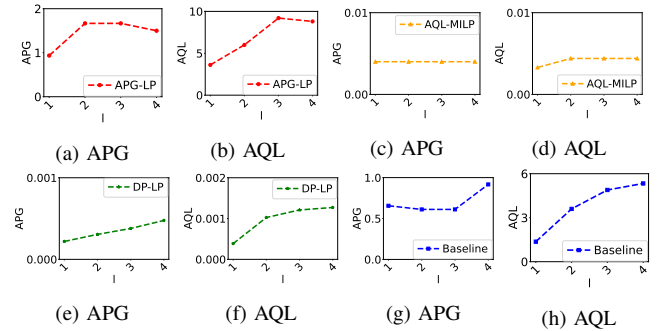 2
1
0
APG
APG-LP
1 2 3 4
l
(a) APG
10
5
0
AQL
APG-LP
1 2 3 4
l
(b) AQL
0.01
0.00
APG
AQL-MILP
1 2 3 4
l
(c) APG
0.01
0.00
AQL
AQL-MILP
1 2 3 4
l
(d) AQL
0.001
0.000
APG
DP-LP
1 2 3 4
l
(e) APG
0.002
0.001
0.000
AQL
DP-LP
1 2 3 4
l
(f) AQL
1.0
0.5
0.0
APG
Baseline
1 2 3 4
l
(g) APG
6
3
0
AQL
Baseline
1 2 3 4
l
(h) AQL